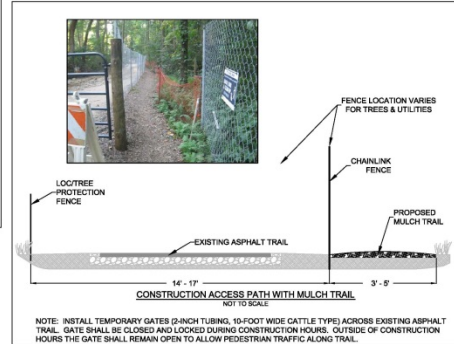 FENCE LOCATION VARIES
FOR TREES & UTILITIES
CHAINLINK
FENCE
LOC/TREE
PROTECTION
FENCE
PROPOSED
MULCH TRAIL
EXISTING ASPHALT TRAIL
14' - 17'
3' - 5'
CONSTRUCTION ACCESS PATH WITH MULCH TRAIL
NOT TO SCALE
NOTE: INSTALL TEMPORARY GATES (2-INCH TUBING, 10-FOOT WIDE CATTLE TYPE) ACROSS EXISTING ASPHALT
TRAIL. GATE SHALL BE CLOSED AND LOCKED DURING CONSTRUCTION HOURS. OUTSIDE OF CONSTRUCTION
HOURS THE GATE SHALL REMAIN OPEN TO ALLOW PEDESTRIAN TRAFFIC ALONG TRAIL.